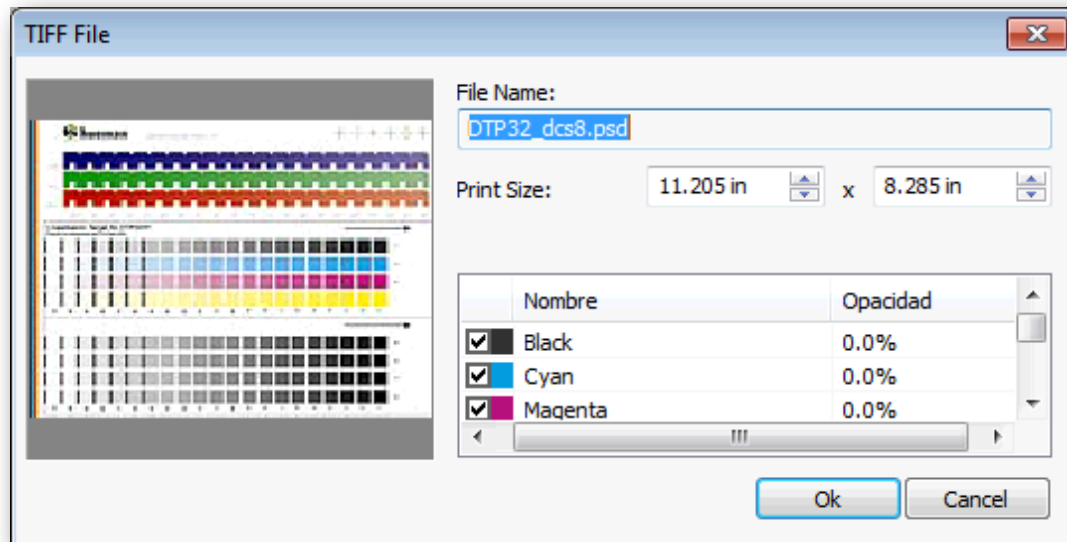 TIFF File
File Name:
DTP32_dcs8.psd
Print Size: 11.205 in x 8.285 in
Nombre Opacidad
Black 0.0%
Cyan 0.0%
Magenta 0.0%
Ok Cancel